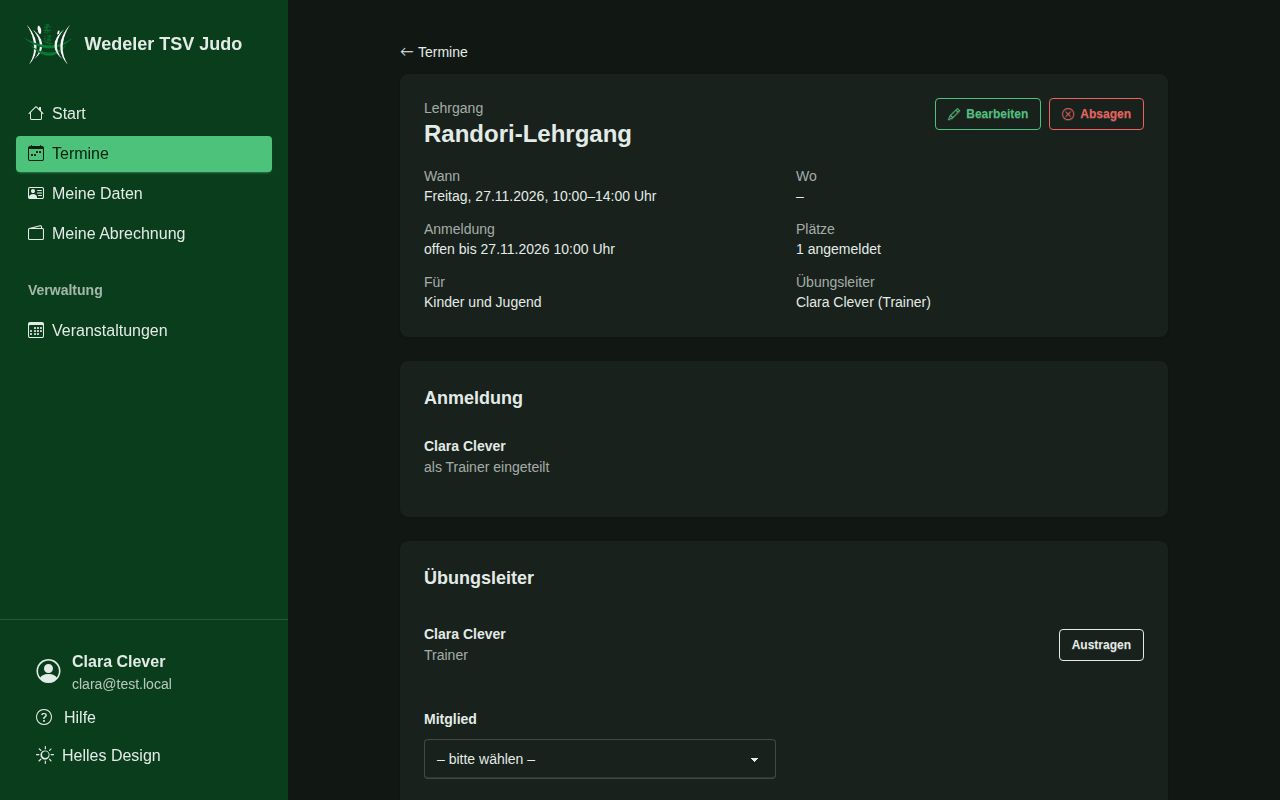 Wedeler TSV Judo
Start
Termine
Meine Daten
Meine Abrechnung
Verwaltung
Veranstaltungen
Clara Clever
clara@test.local
Hilfe
Helles Design
← Termine
Lehrgang
Randori-Lehrgang
Bearbeiten
Absagen
Wann
Freitag, 27.11.2026, 10:00–14:00 Uhr
Wo
–
Anmeldung
offen bis 27.11.2026 10:00 Uhr
Plätze
1 angemeldet
Für
Kinder und Jugend
Übungsleiter
Clara Clever (Trainer)
Anmeldung
Clara Clever
als Trainer eingeteilt
Übungsleiter
Clara Clever
Trainer
Austragen
Mitglied
– bitte wählen –